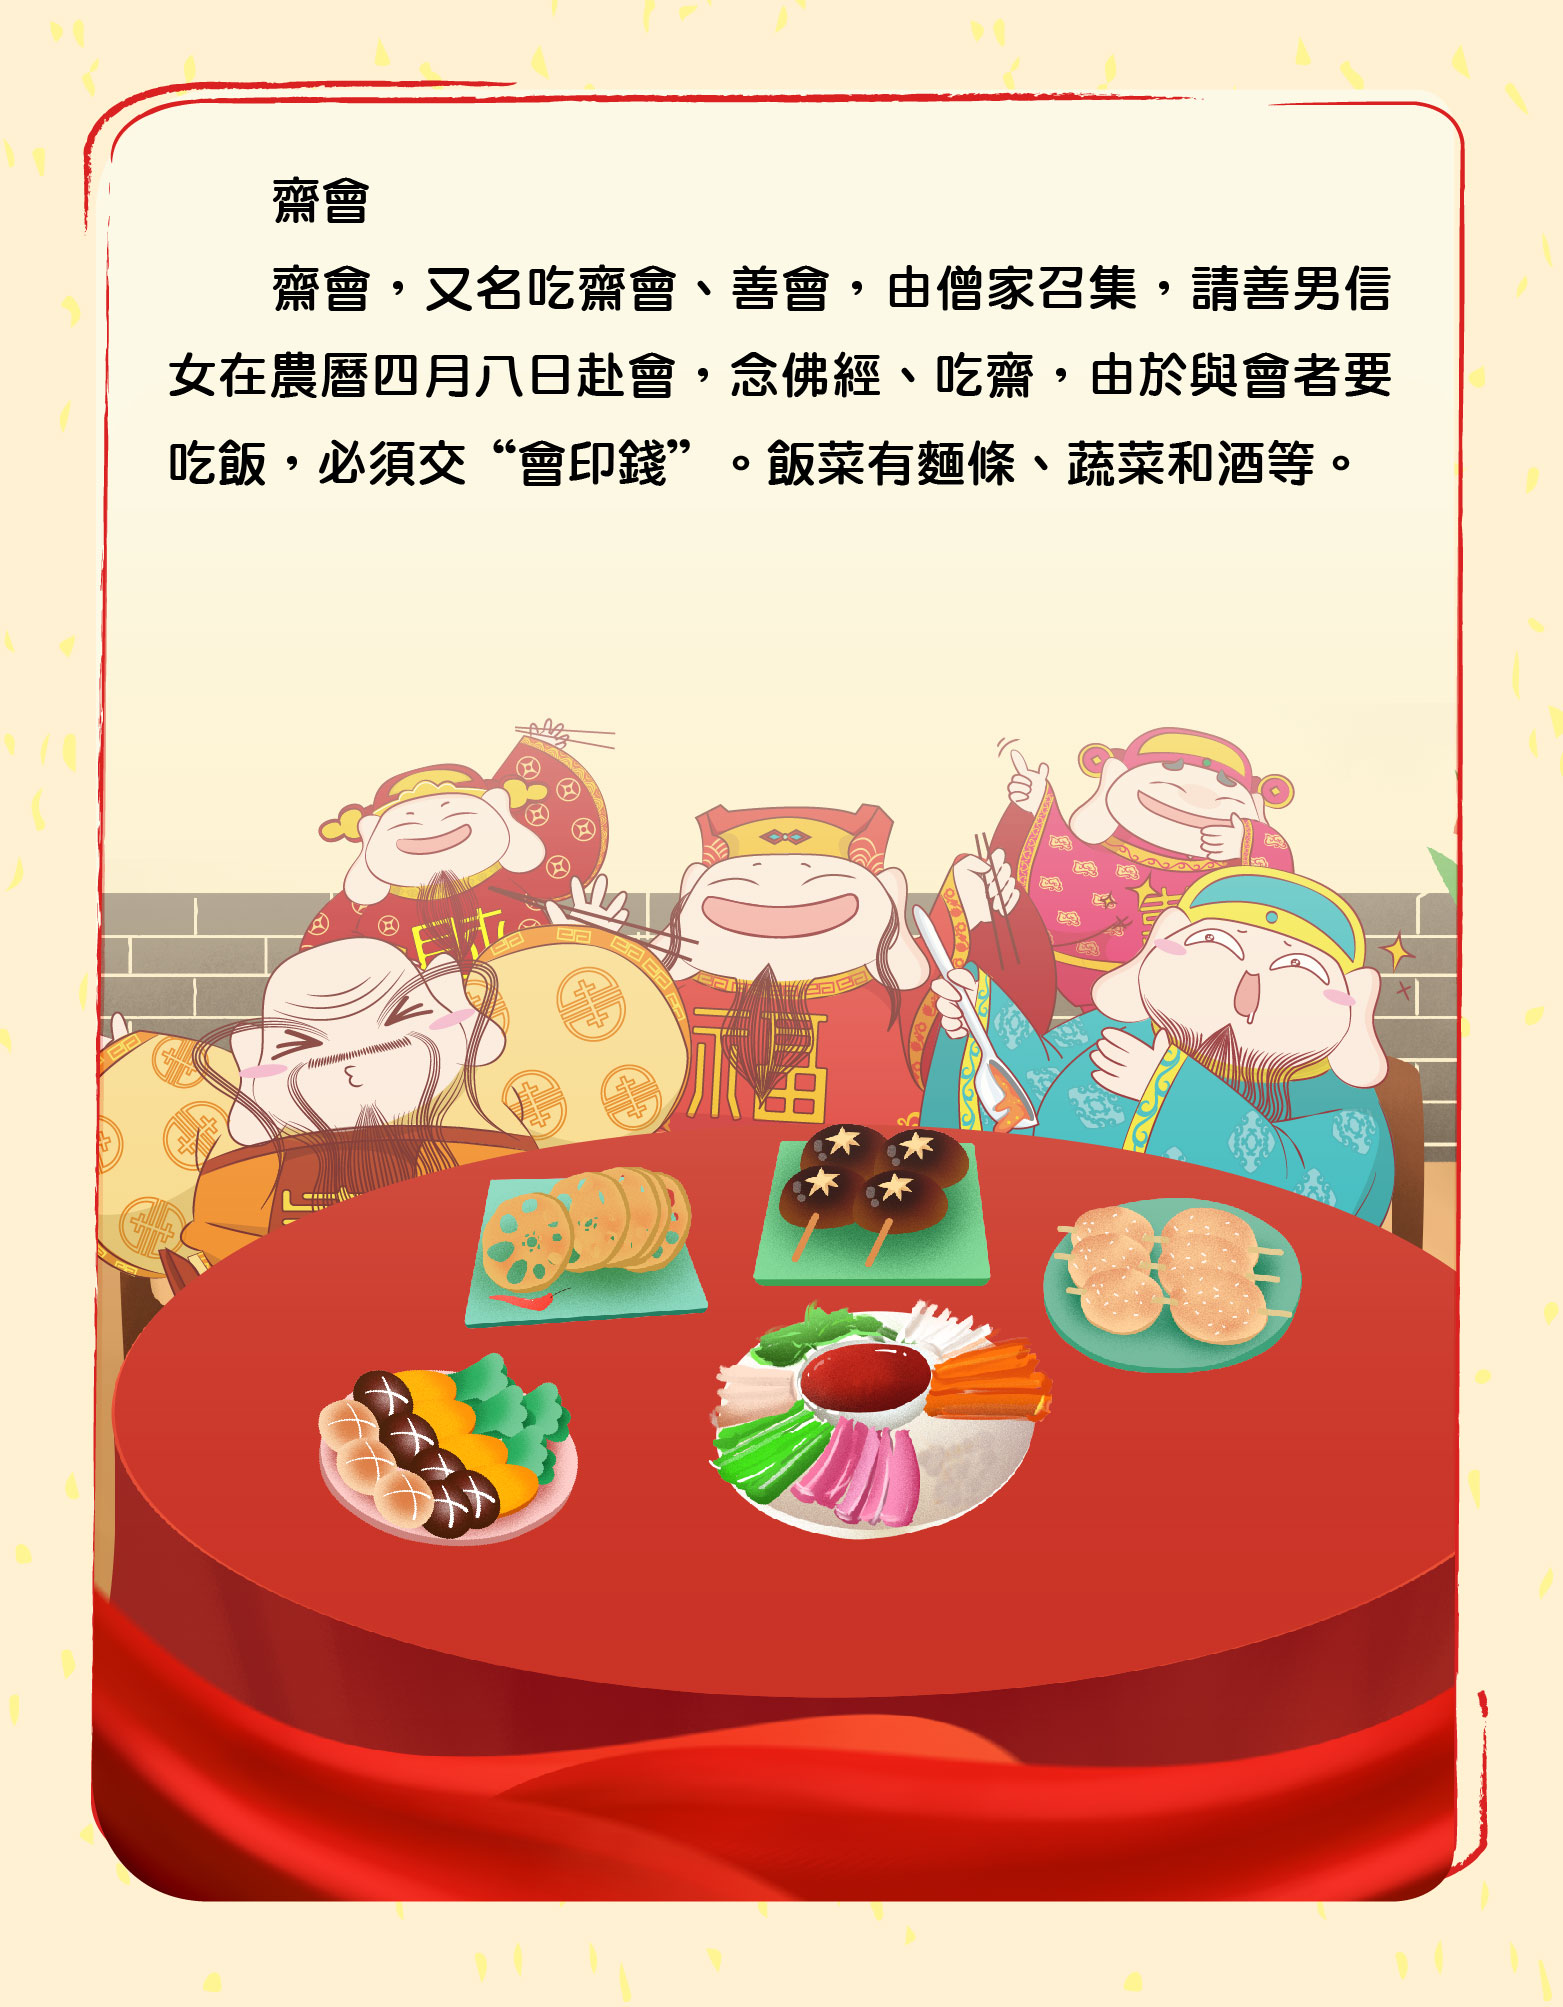 齋會
齋會，又名吃齋會、善會，由僧家召集，請善男信
女在農曆四月八日赴會，念佛經、吃齋，由於與會者要
吃飯，必須交“會印錢”。飯菜有麵條、蔬菜和酒等。
福